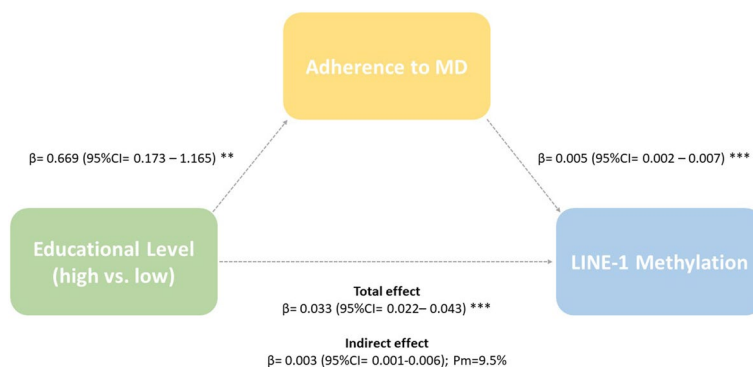 Adherence to MD
β= 0.669 (95%CI= 0.173 – 1.165) **
β= 0.005 (95%CI= 0.002 – 0.007) ***
Educational Level
(high vs. low)
LINE-1 Methylation
Total effect
β= 0.033 (95%CI= 0.022– 0.043) ***
Indirect effect
β= 0.003 (95%CI= 0.001-0.006); Pm=9.5%